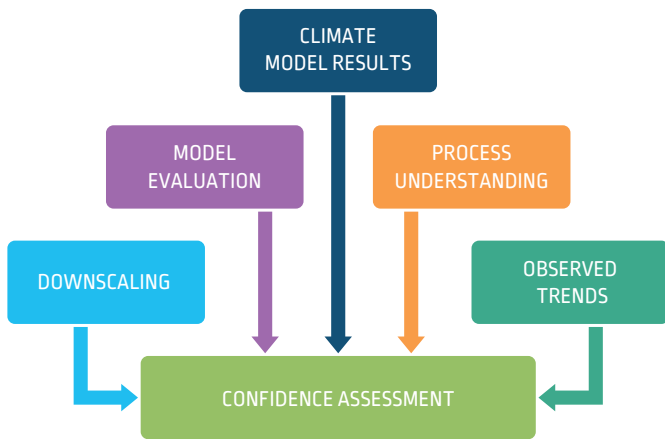 CLIMATE
MODEL RESULTS
MODEL
EVALUATION
PROCESS
UNDERSTANDING
DOWNSCALING
OBSERVED
TRENDS
CONFIDENCE ASSESSMENT